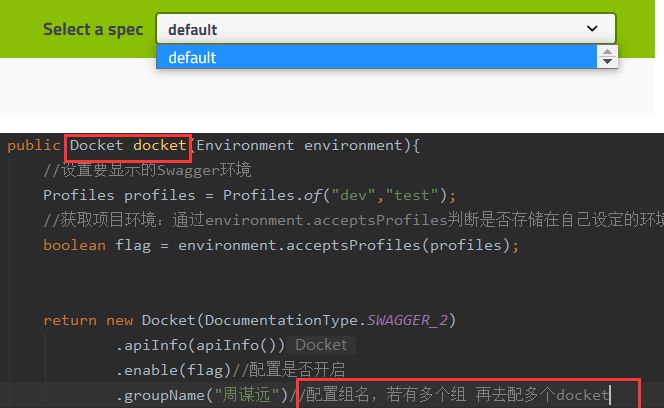 Select a spec default
default
public Docket docket(Environment environment){
//设置要显示的Swagger环境
Profiles profiles = Profiles.of("dev","test");
//获取项目环境：通过environment.acceptsProfiles判断是否存储在自己设定的环境
boolean flag = environment.acceptsProfiles(profiles);
return new Docket(DocumentationType.SWAGGER_2)
.apiInfo(apiInfo()) Docket
.enable(flag)//配置是否开启
.groupName("周谋远")//配置组名，若有多个组 再去配多个docket